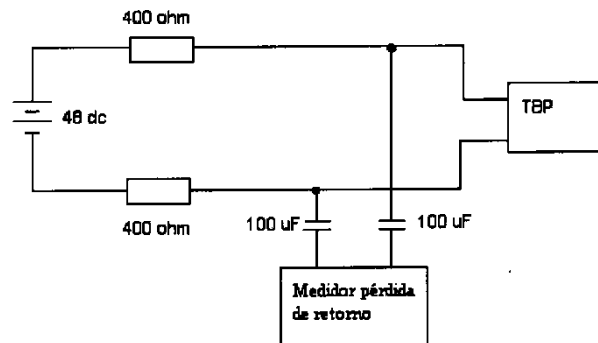 400 ohm
48 dc
TBP
400 ohm
100 uF
100 uF
Medidor pérdida
de retorno